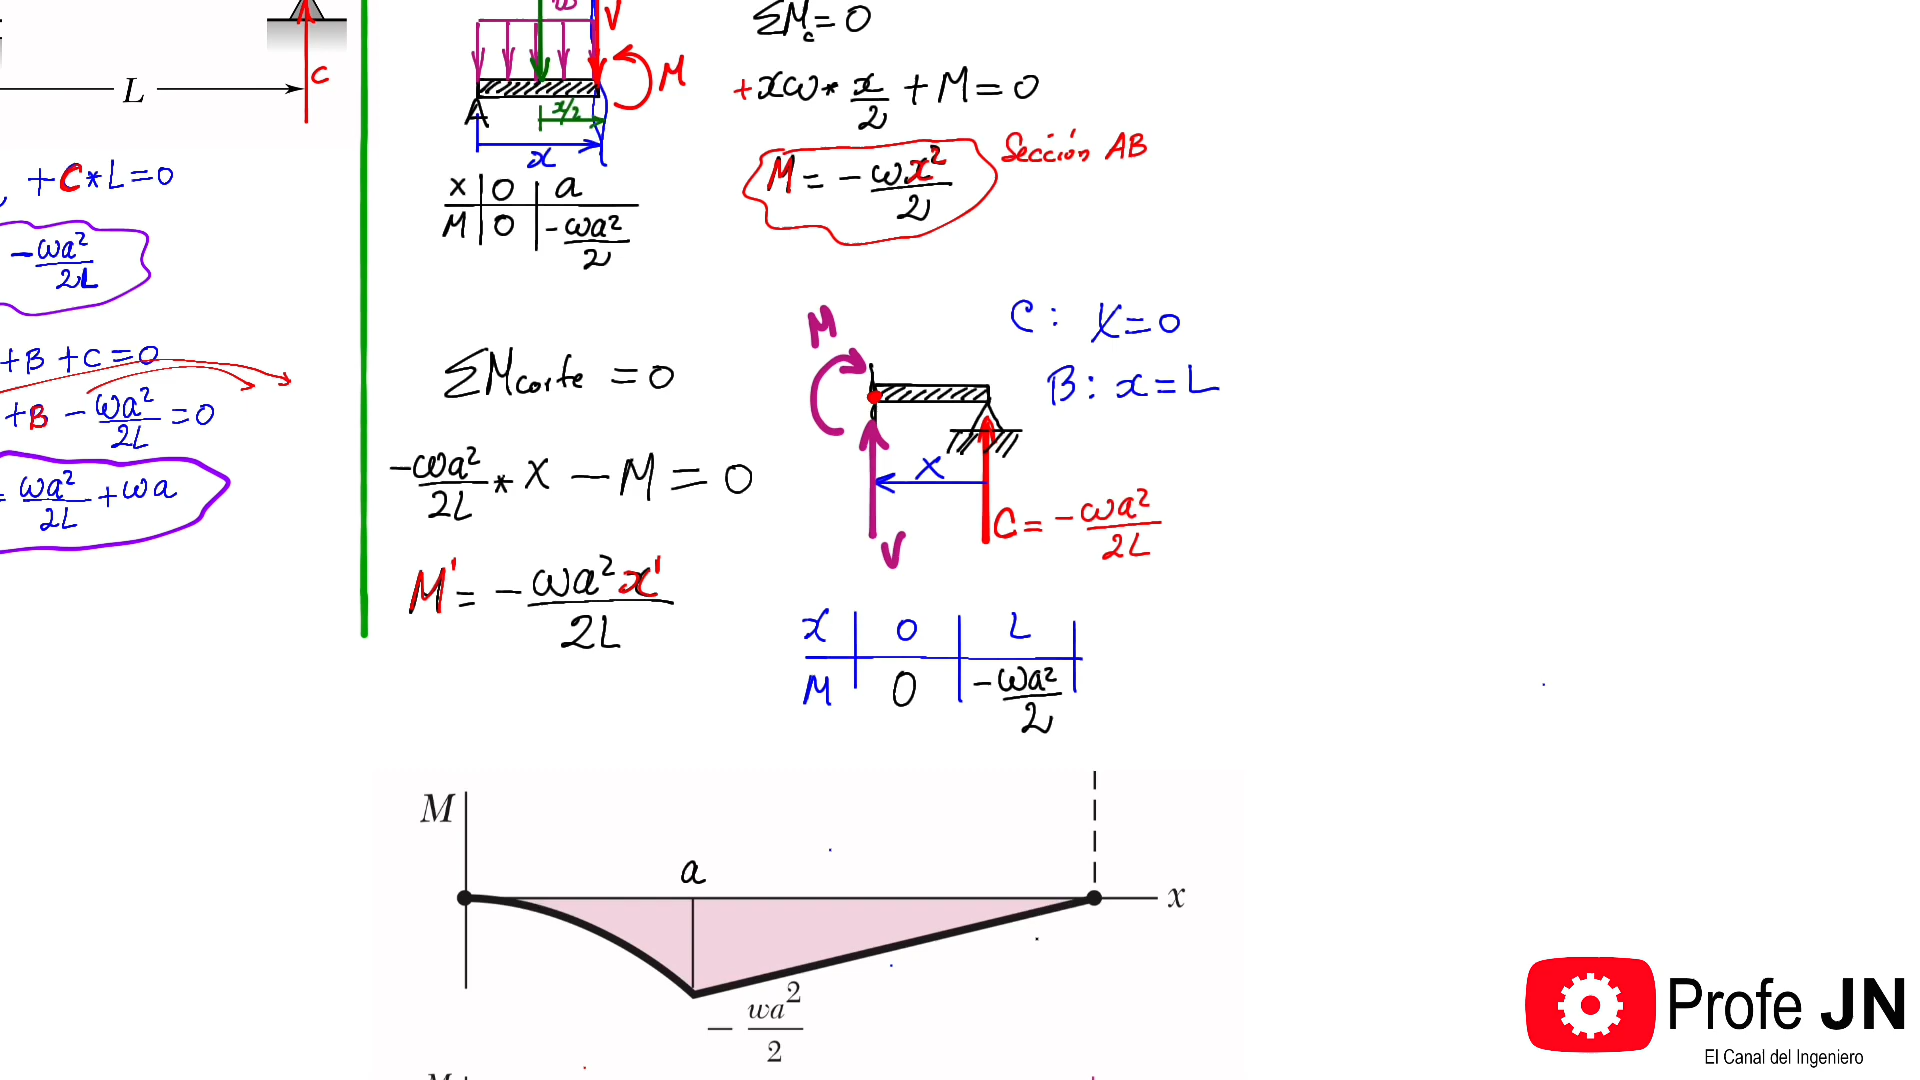 C
L
+C*L=0
-ωa²/2L
+B+C=0
+B-ωa²/2L=0
= ωa²/2L+ωa
ω
V
M
A
x/2
x
x | 0 | a
M | 0 | -ωa²/2
ΣMc=0
+xω*x/2+M=0
M=-ωx²/2
Sección AB
ΣMcorte=0
-ωa²/2L*x-M=0
M'=-ωa²x'/2L
M
C: x=0
B: x=L
x
V
C=-ωa²/2L
x | 0 | L
M | 0 | -ωa²/2
M
a
x
- wa²/2
Profe JN
El Canal del Ingeniero